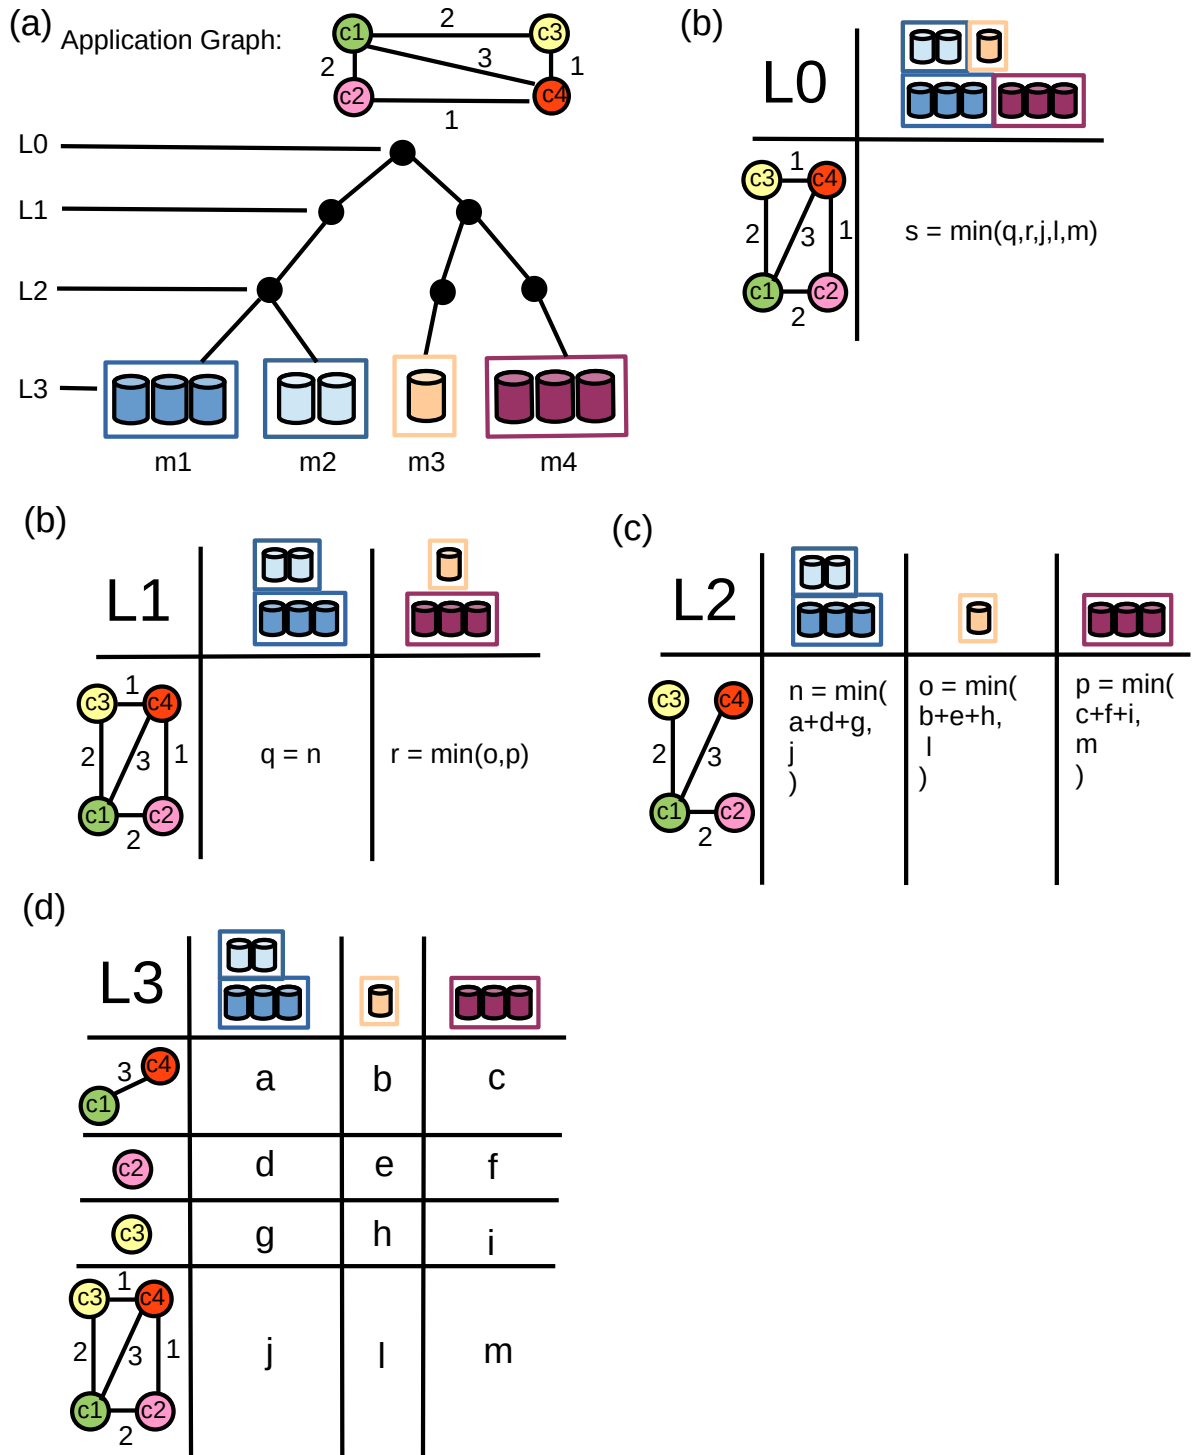 (a)
Application Graph:
c1
2
c3
2
3
1
c2
c4
1
L0
L1
L2
L3
m1
m2
m3
m4
(b)
L0
c3
1
c4
2
3
1
c1
c2
2
s = min(q,r,j,l,m)
(b)
L1
c3
1
c4
2
3
1
c1
c2
2
q = n
r = min(o,p)
(c)
L2
c3
c4
2
3
c1
c2
2
n = min(
a+d+g,
j
)
o = min(
b+e+h,
l
)
p = min(
c+f+i,
m
)
(d)
L3
3
c4
c1
a
b
c
c2
d
e
f
c3
g
h
i
c3
1
c4
2
3
1
c1
c2
2
j
l
m